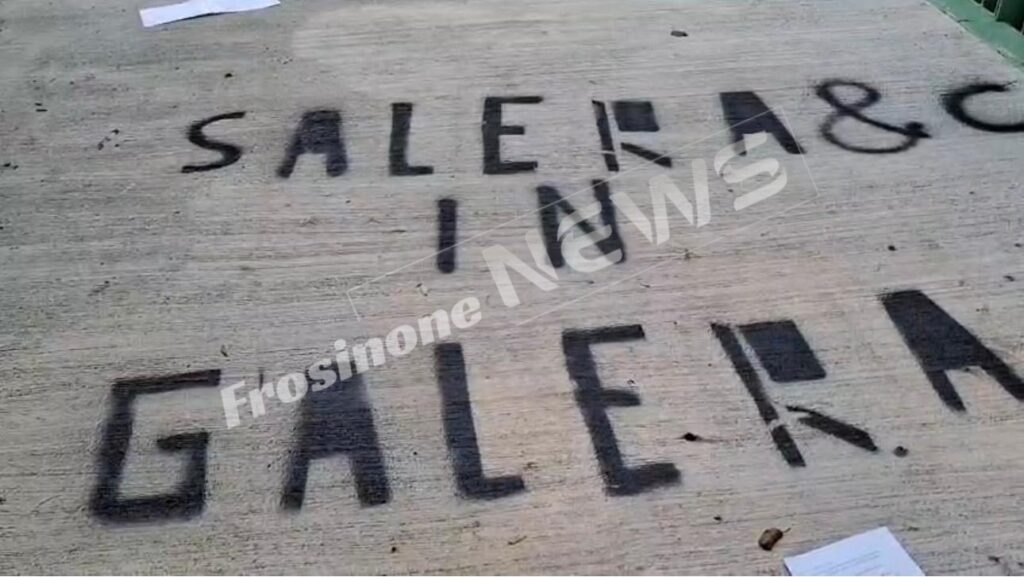 SALERA & C
IN
GALERA
Frosinone News